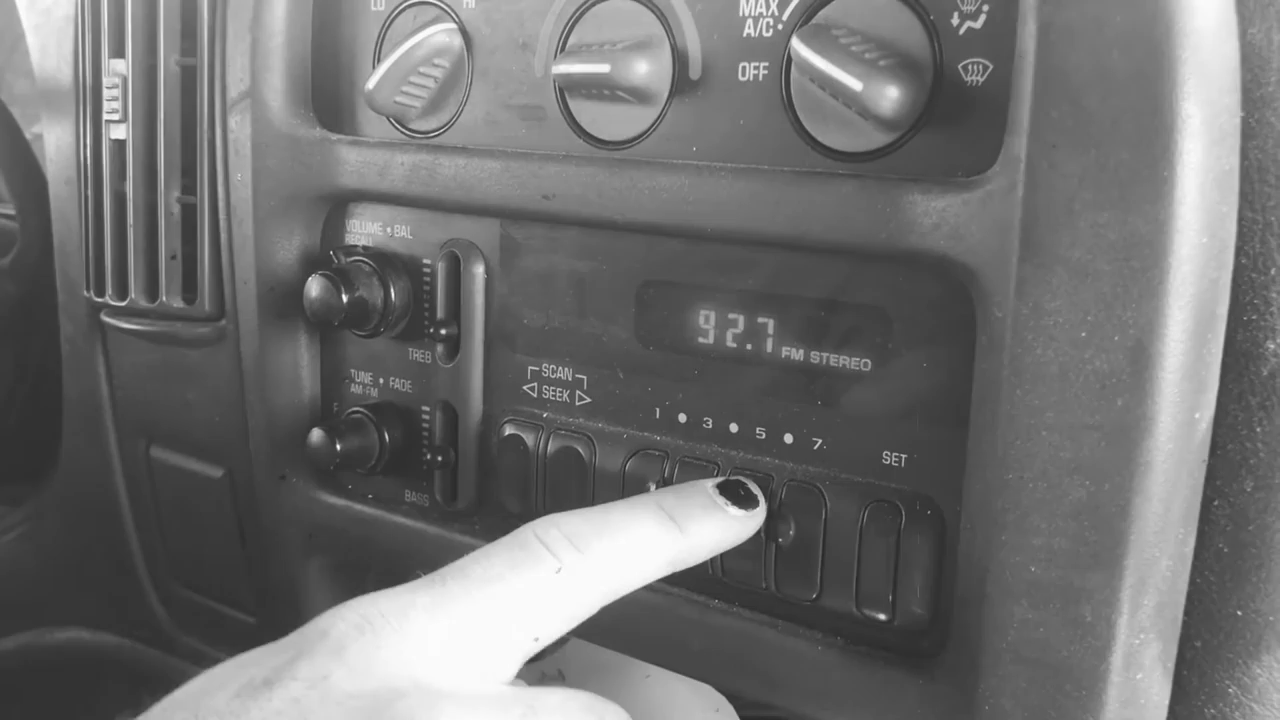 LO HI
MAX
A/C
OFF
VOLUME • BAL
RECALL
TREB
92.7 FM STEREO
SCAN
SEEK
TUNE • FADE
AM·FM
1 • 3 • 5 • 7
SET
BASS